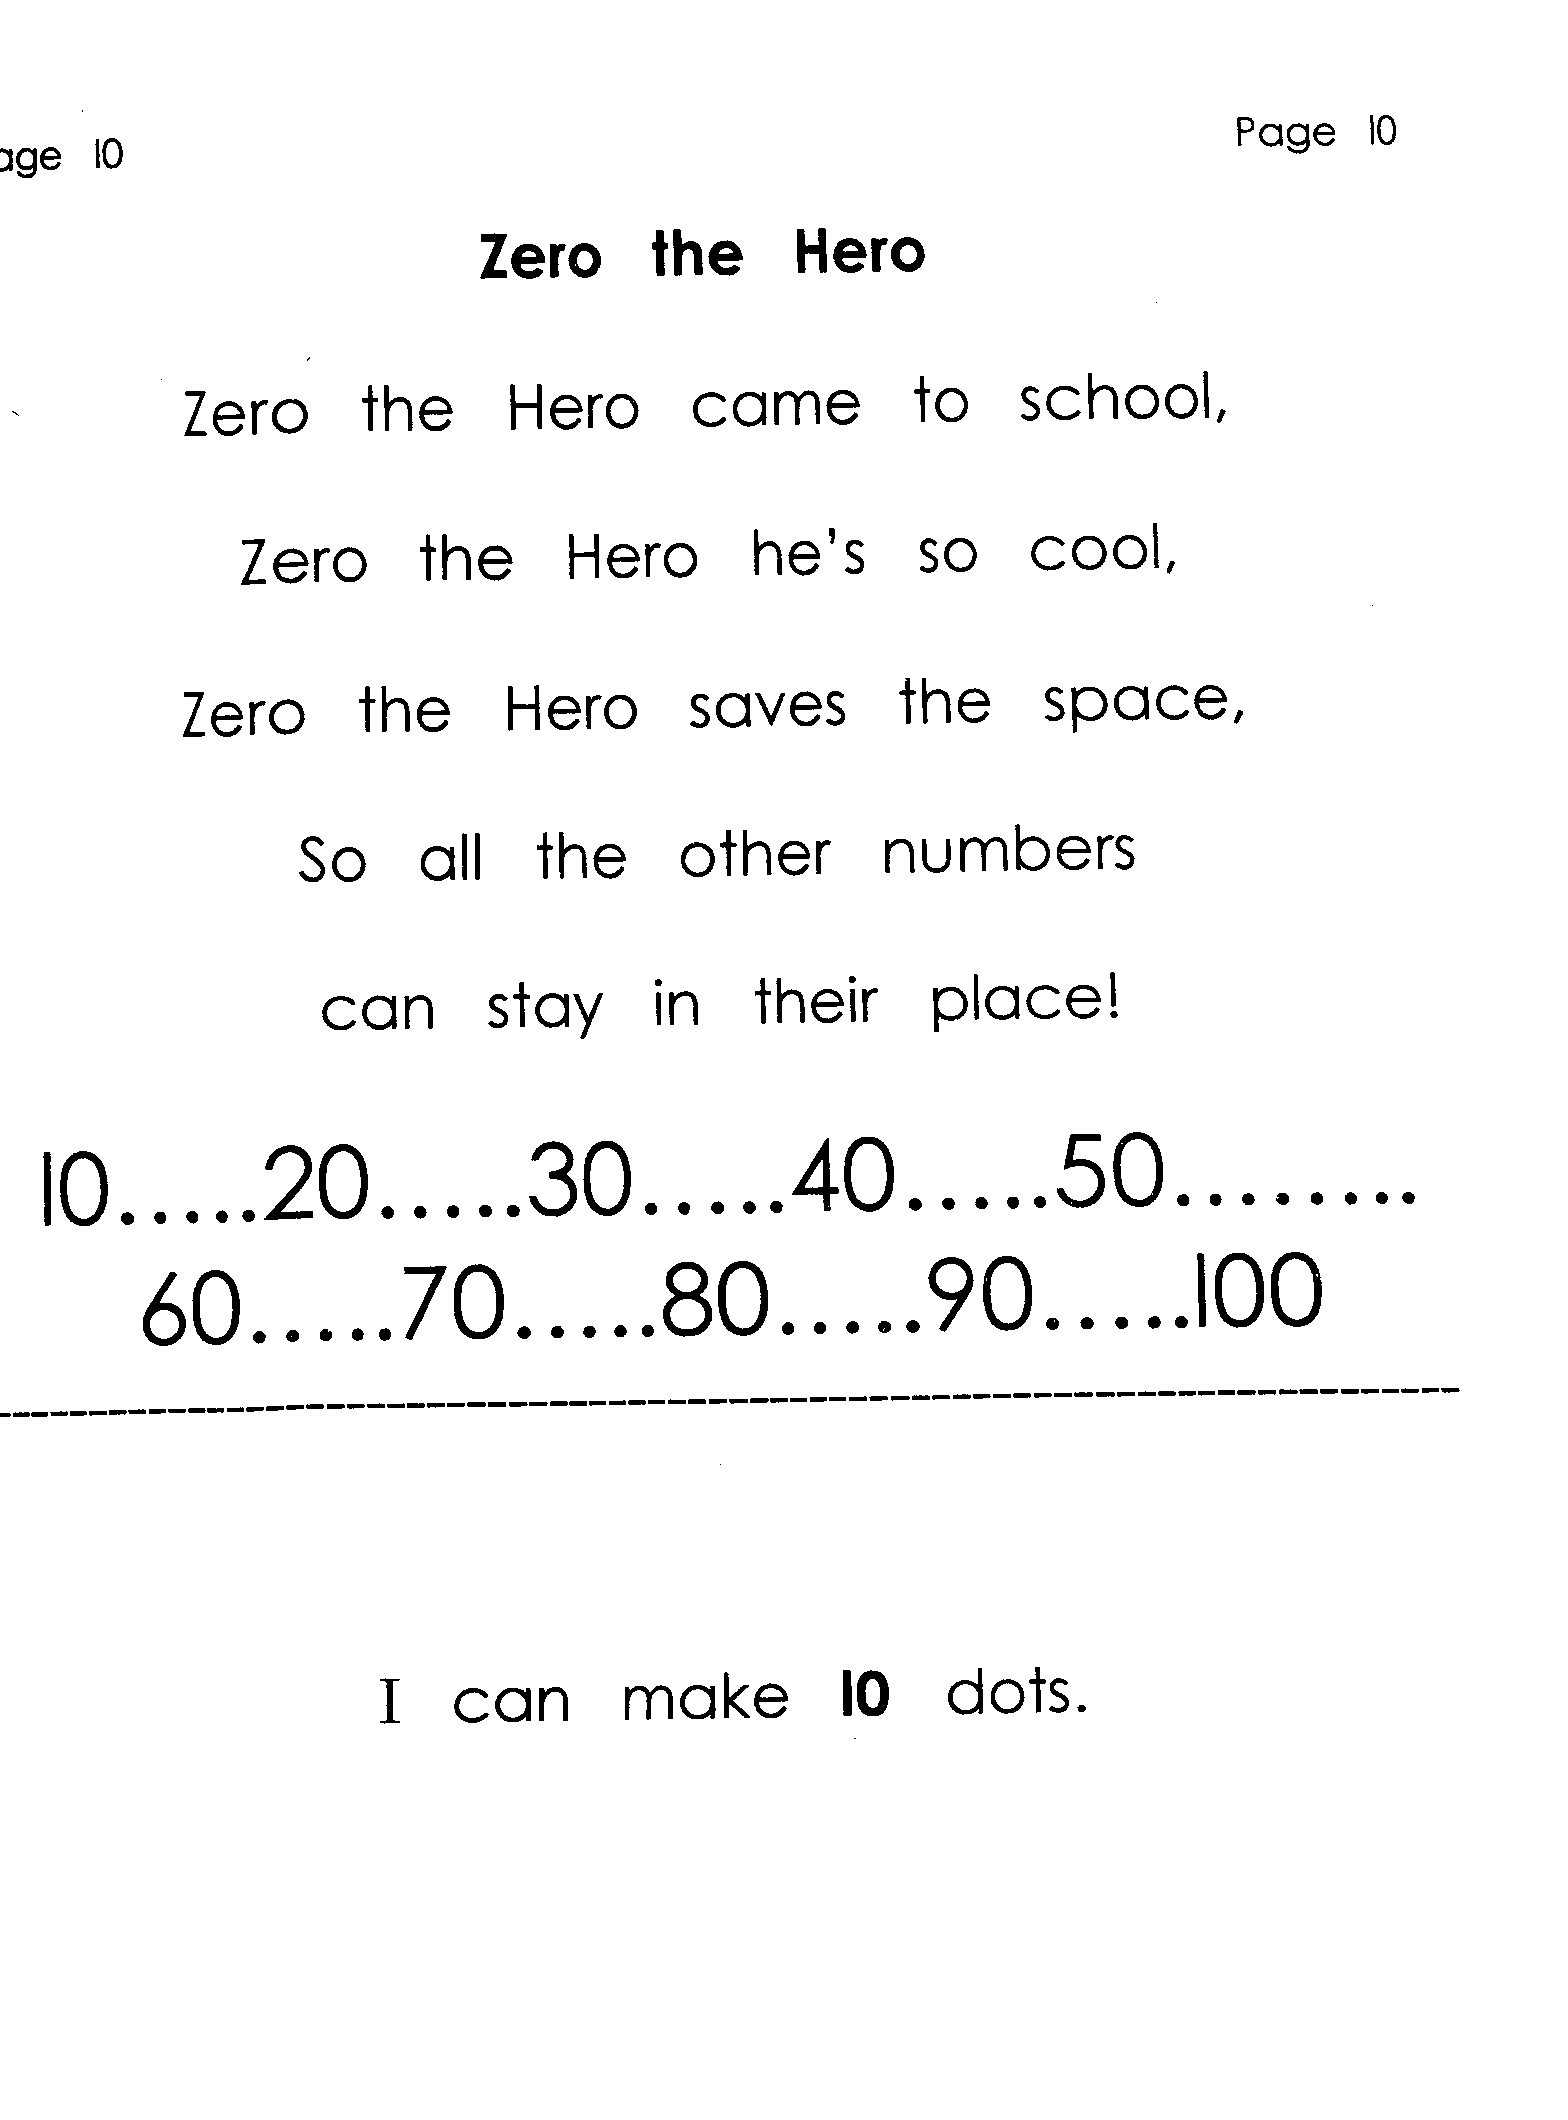 age 10
Page 10
Zero the Hero
Zero the Hero came to school,
Zero the Hero he's so cool,
Zero the Hero saves the space,
So all the other numbers
can stay in their place!
10.....20.....30.....40.....50........
60.....70.....80.....90.....100
I can make 10 dots.